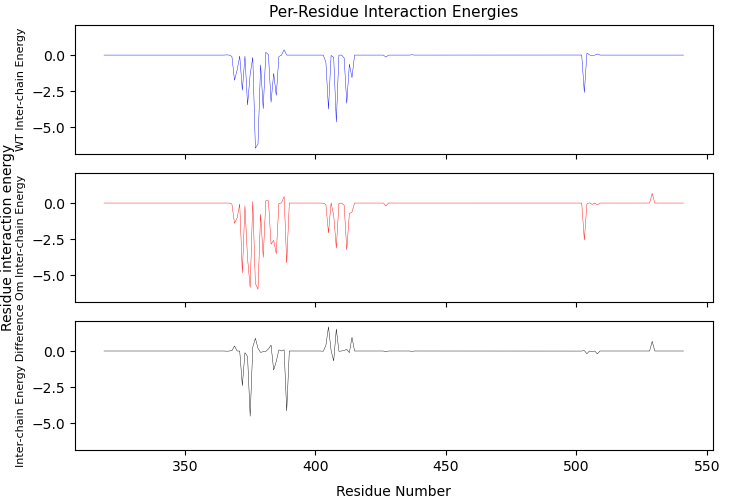 Per-Residue Interaction Energies
Residue interaction energy
WT Inter-chain Energy
0.0
−2.5
−5.0
Om Inter-chain Energy
0.0
−2.5
−5.0
Inter-chain Energy Difference
0.0
−2.5
−5.0
350
400
450
500
550
Residue Number